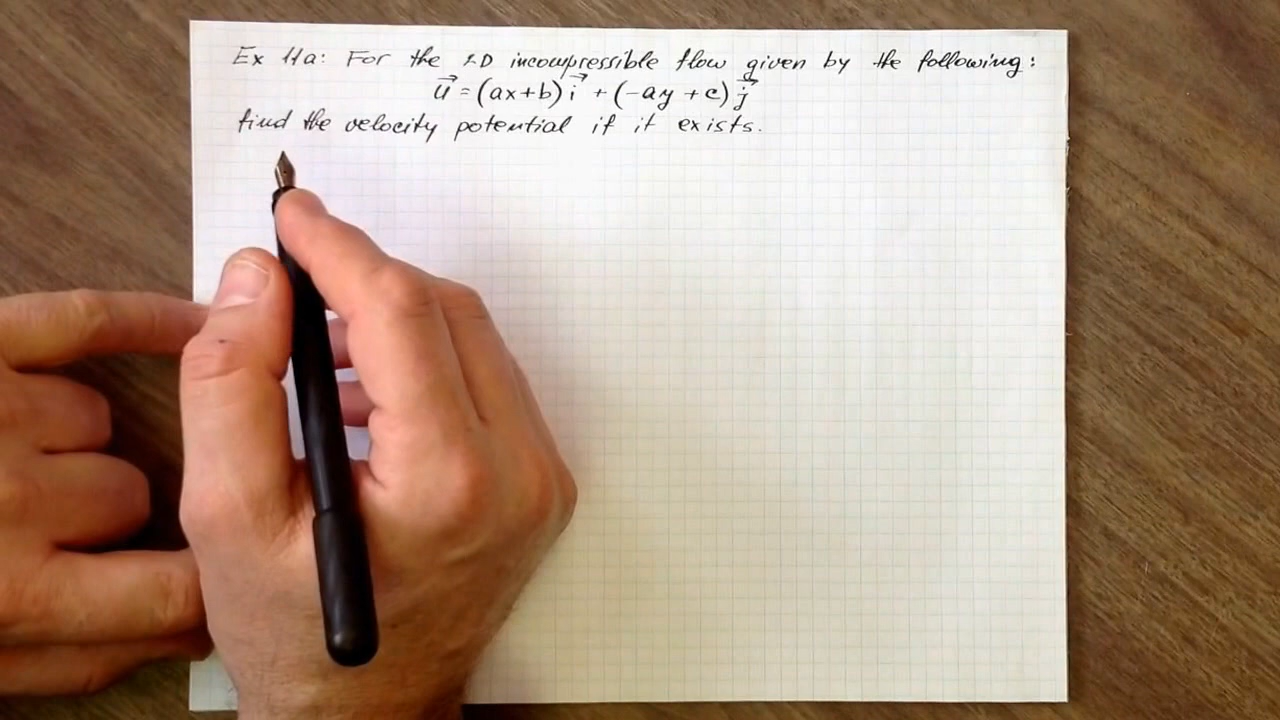 Ex 11a: For the 2D incompressible flow given by the following:
u⃗ = (ax+b) i⃗ + (-ay + c) j⃗
find the velocity potential if it exists.